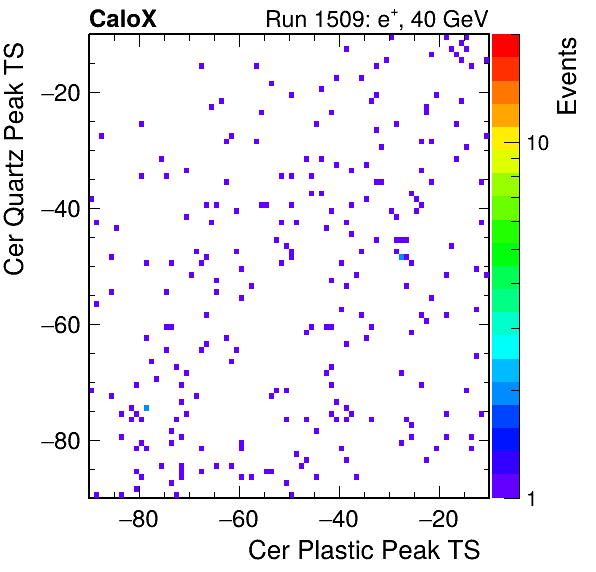 CaloX
Run 1509: e+, 40 GeV
Cer Quartz Peak TS
−20
−40
−60
−80
−80
−60
−40
−20
Cer Plastic Peak TS
Events
10
1